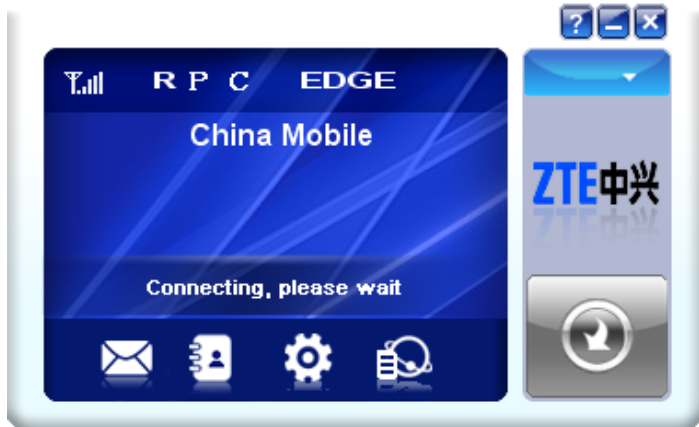 ?
R P C EDGE
China Mobile
ZTE中兴
Connecting, please wait